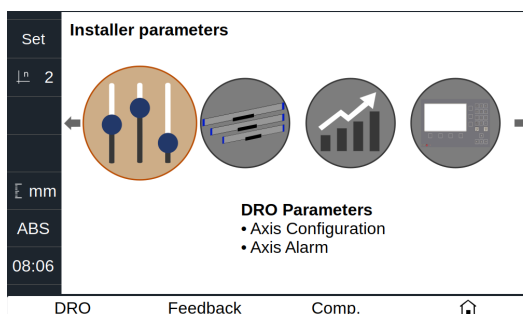 Set
Installer parameters
n 2
mm
DRO Parameters
• Axis Configuration
• Axis Alarm
ABS
08:06
DRO Feedback Comp.